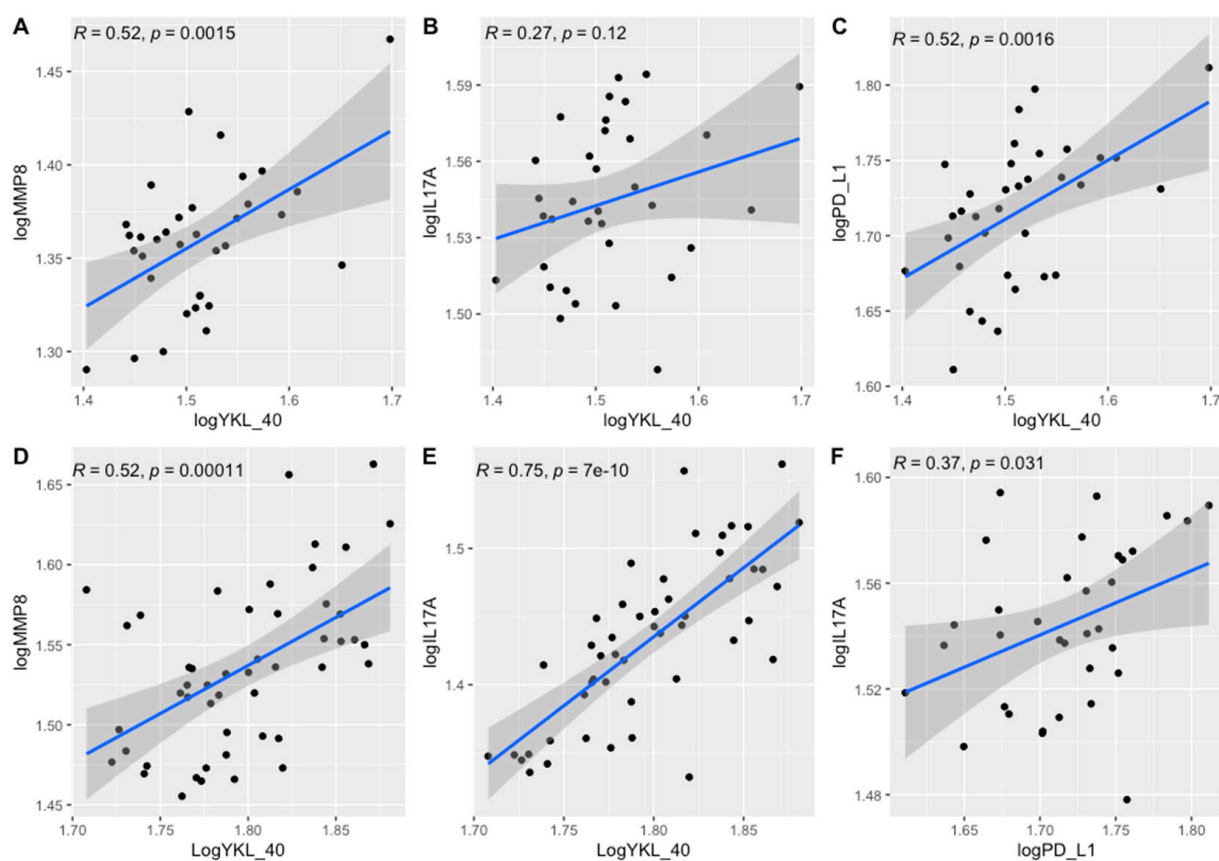 A
R = 0.52, p = 0.0015
logMMP8
1.45
1.40
1.35
1.30
1.4
1.5
1.6
1.7
logYKL_40
B
R = 0.27, p = 0.12
logIL17A
1.59
1.56
1.53
1.50
1.4
1.5
1.6
1.7
logYKL_40
C
R = 0.52, p = 0.0016
logPD_L1
1.80
1.75
1.70
1.65
1.60
1.4
1.5
1.6
1.7
logYKL_40
D
R = 0.52, p = 0.00011
logMMP8
1.65
1.60
1.55
1.50
1.45
1.70
1.75
1.80
1.85
LogYKL_40
E
R = 0.75, p = 7e-10
logIL17A
1.5
1.4
1.70
1.75
1.80
1.85
LogYKL_40
F
R = 0.37, p = 0.031
logIL17A
1.60
1.56
1.52
1.48
1.65
1.70
1.75
1.80
logPD_L1